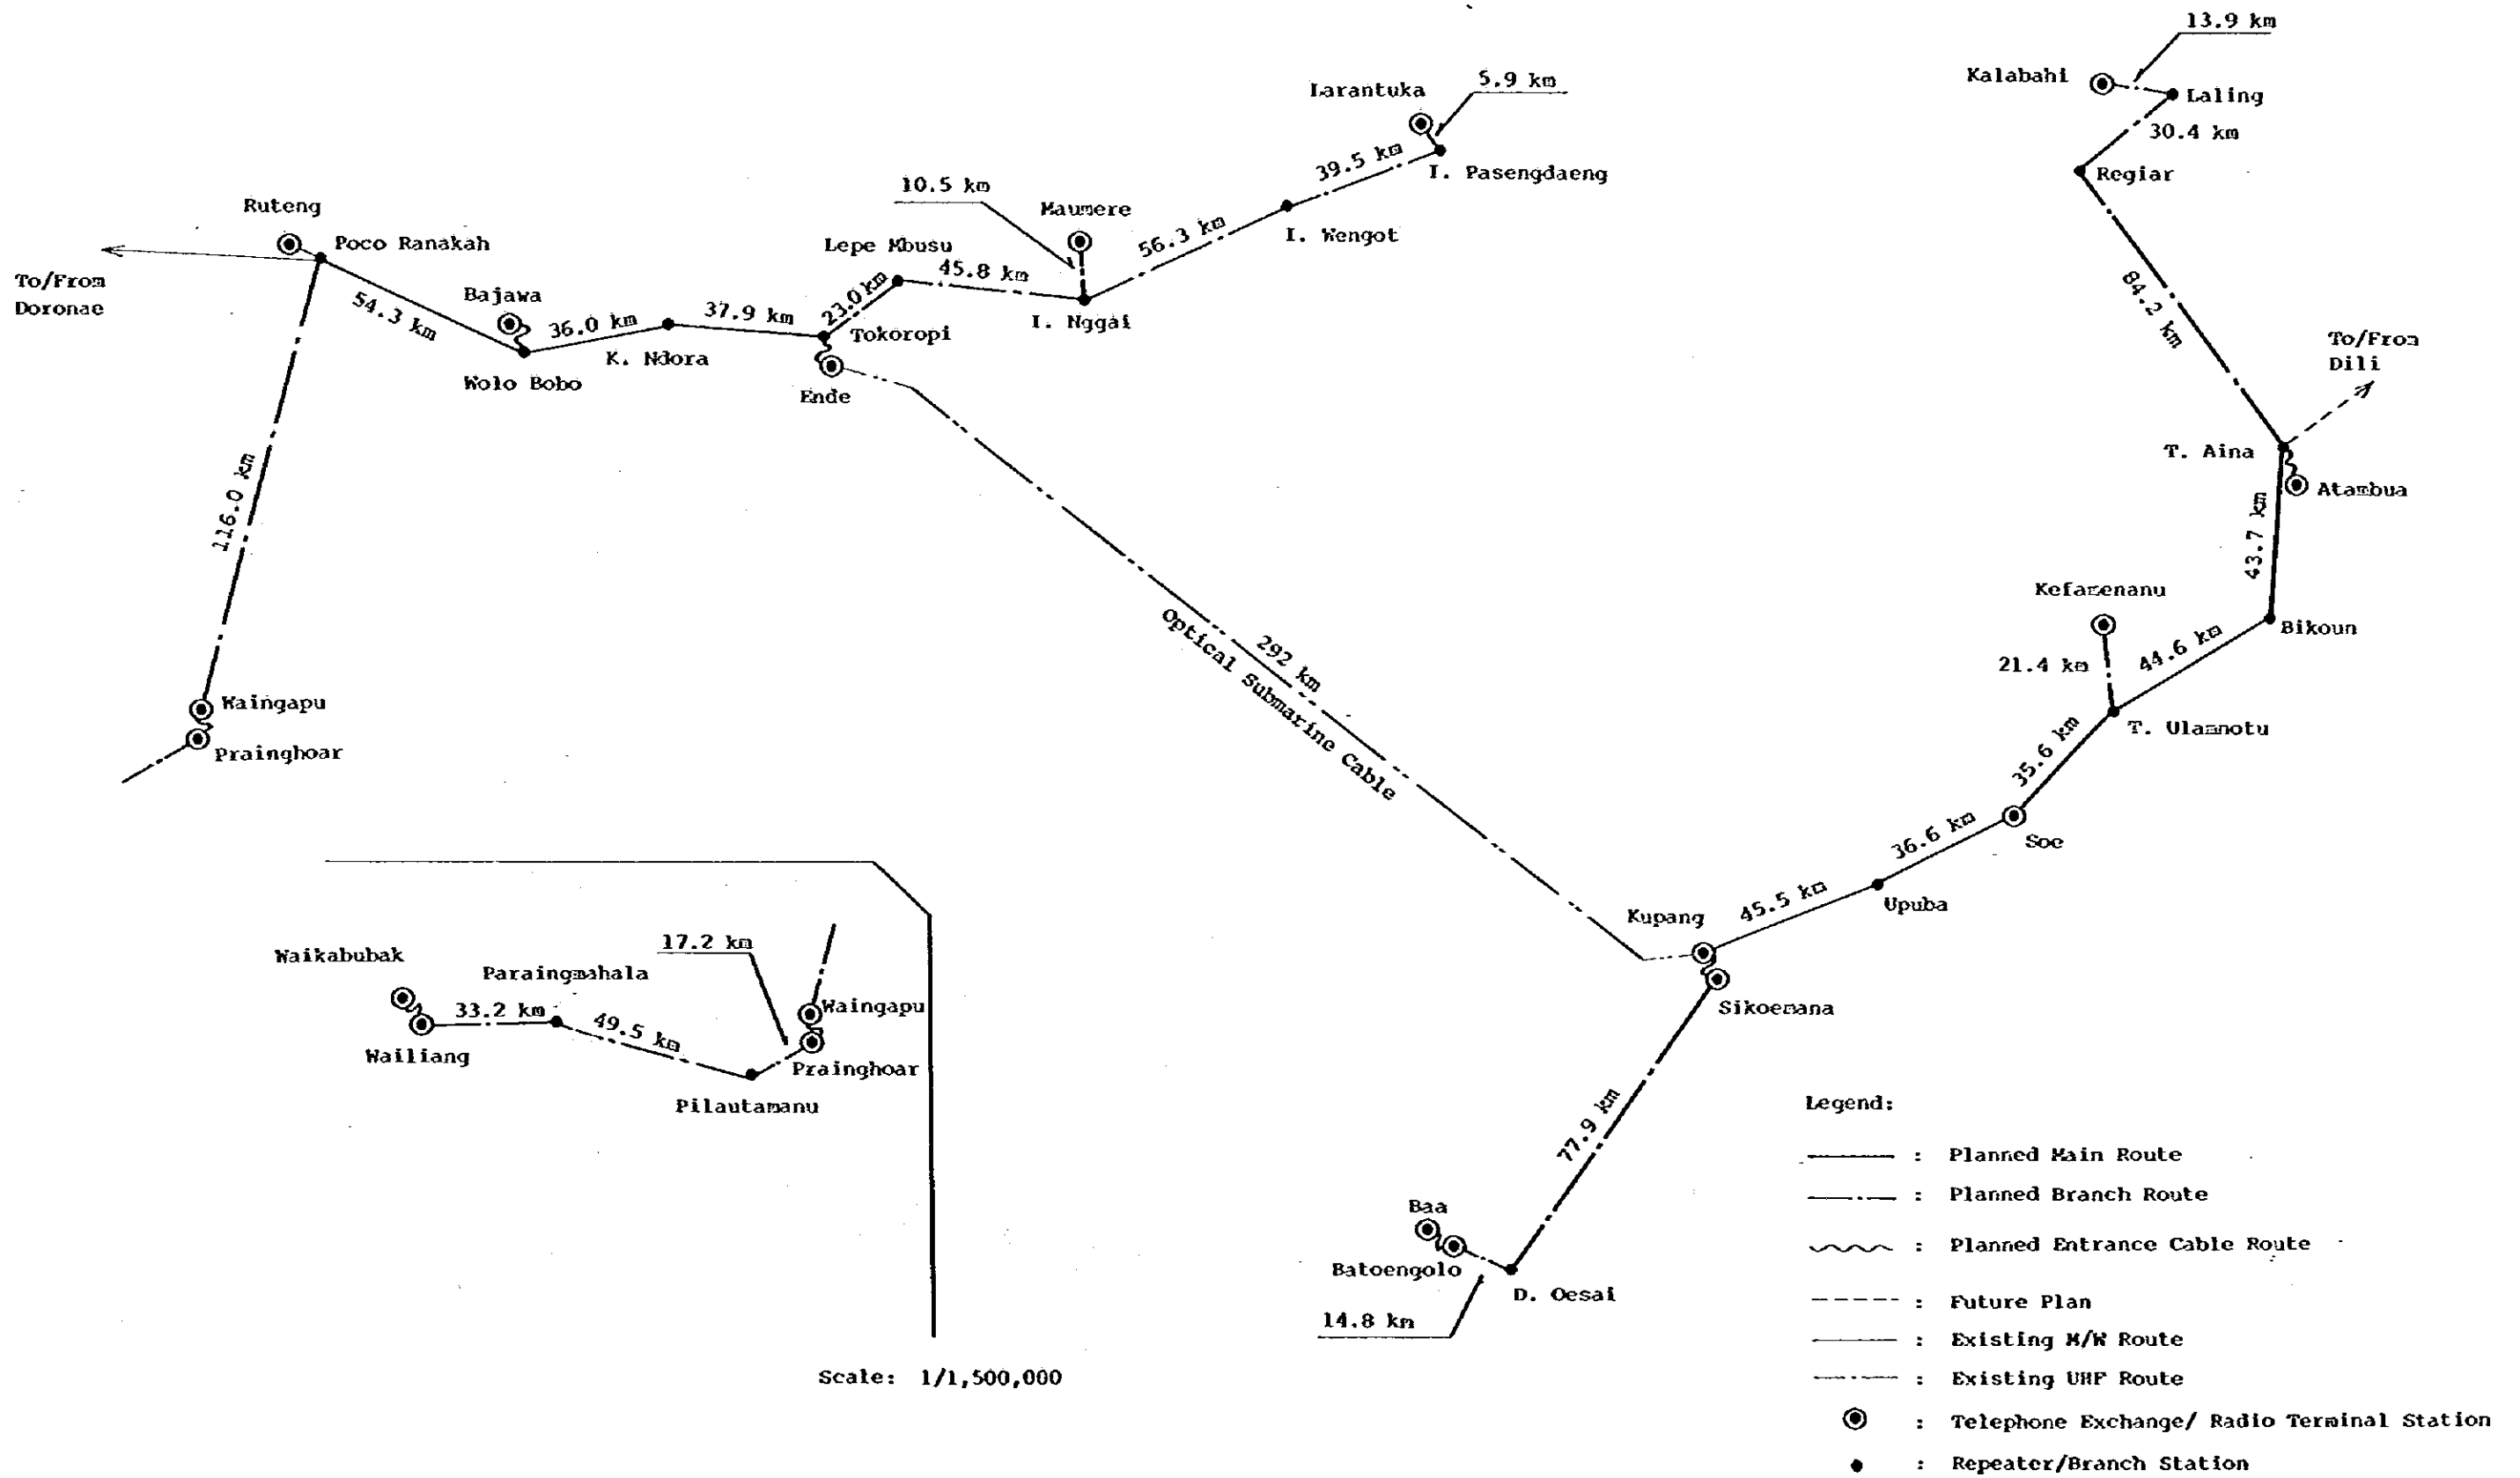 13.9 km
Kalabahi
Laling
30.4 km
Regiar
Larantuka
5.9 km
39.5 km
I. Pasengdaeng
10.5 km
Maumere
56.3 km
I. Wengot
Ruteng
Poco Ranakah
To/From
Doronae
54.3 km
Bajawa
36.0 km
Wolo Bobo
K. Ndora
37.9 km
Lepe Mbusu
23.0 km
45.8 km
Tokoropi
I. Nggai
Ende
84.2 km
To/From
Dili
T. Aina
Atambua
43.7 km
116.0 km
Kefamenanu
21.4 km
44.6 km
Bikoun
T. Ulamnotu
292 km
Optical Submarine Cable
Waingapu
Prainghoar
35.6 km
Soe
36.6 km
Upuba
45.5 km
Kupang
Sikoemana
Waikabubak
Paraingmahala
17.2 km
33.2 km
49.5 km
Waingapu
Wailiang
Prainghoar
Pilautamanu
77.9 km
Baa
Batoengolo
D. Oesai
14.8 km
Scale: 1/1,500,000
Legend:
: Planned Main Route
: Planned Branch Route
: Planned Entrance Cable Route
: Future Plan
: Existing M/W Route
: Existing UHF Route
: Telephone Exchange/ Radio Terminal Station
: Repeater/Branch Station